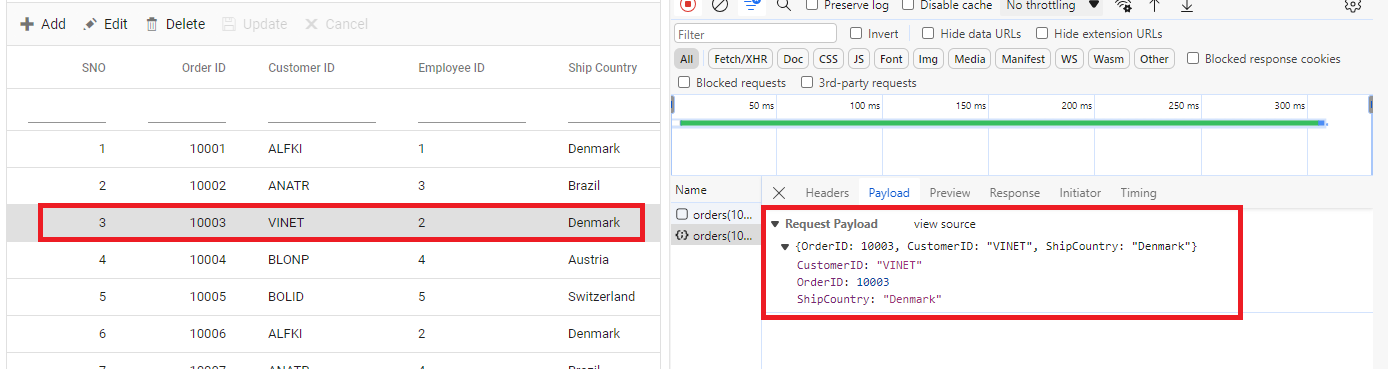 Add Edit Delete Update Cancel
SNO Order ID Customer ID Employee ID Ship Country
1 10001 ALFKI 1 Denmark
2 10002 ANATR 3 Brazil
3 10003 VINET 2 Denmark
4 10004 BLONP 4 Austria
5 10005 BOLID 5 Switzerland
6 10006 ALFKI 2 Denmark
Preserve log Disable cache No throttling
Filter Invert Hide data URLs Hide extension URLs
All Fetch/XHR Doc CSS JS Font Img Media Manifest WS Wasm Other Blocked response cookies
Blocked requests 3rd-party requests
50 ms 100 ms 150 ms 200 ms 250 ms 300 ms
Name Headers Payload Preview Response Initiator Timing
orders(10...
orders(10...
Request Payload view source
{OrderID: 10003, CustomerID: "VINET", ShipCountry: "Denmark"}
CustomerID: "VINET"
OrderID: 10003
ShipCountry: "Denmark"